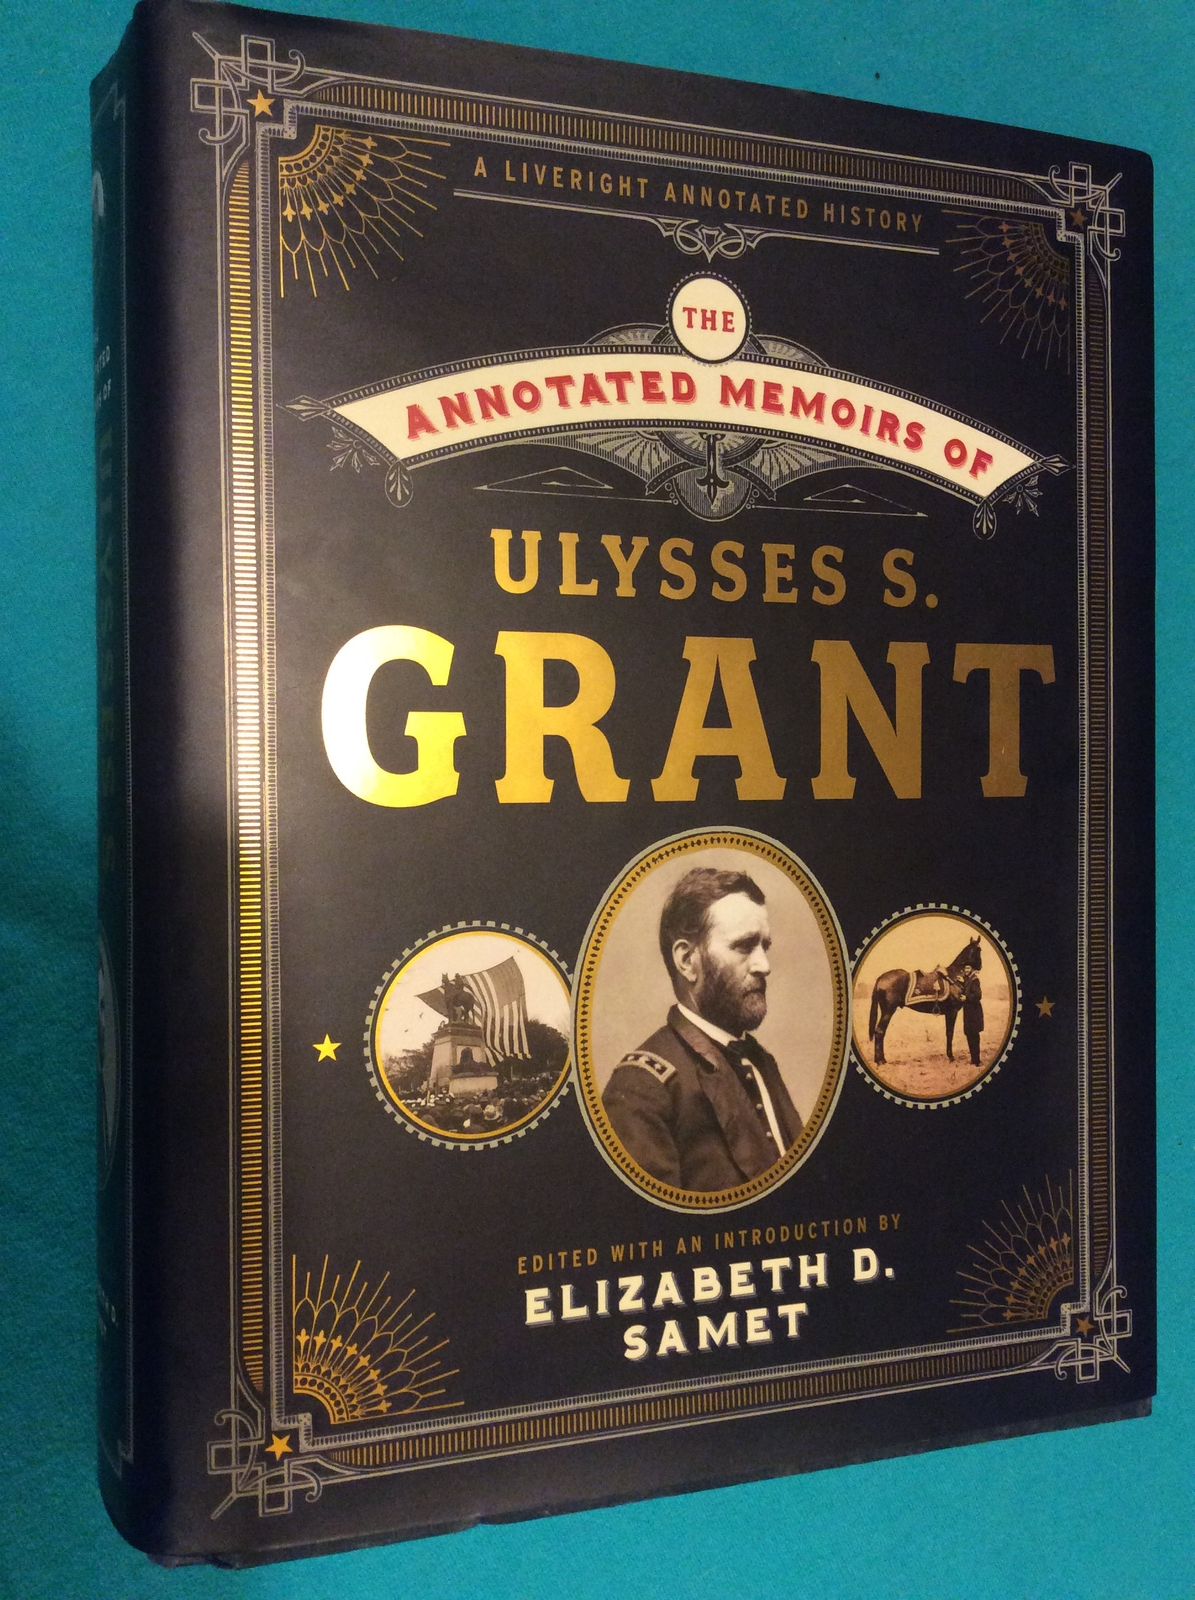 A LIVERIGHT ANNOTATED HISTORY
THE
ANNOTATED MEMOIRS OF
ULYSSES S.
GRANT
EDITED WITH AN INTRODUCTION BY
ELIZABETH D.
SAMET